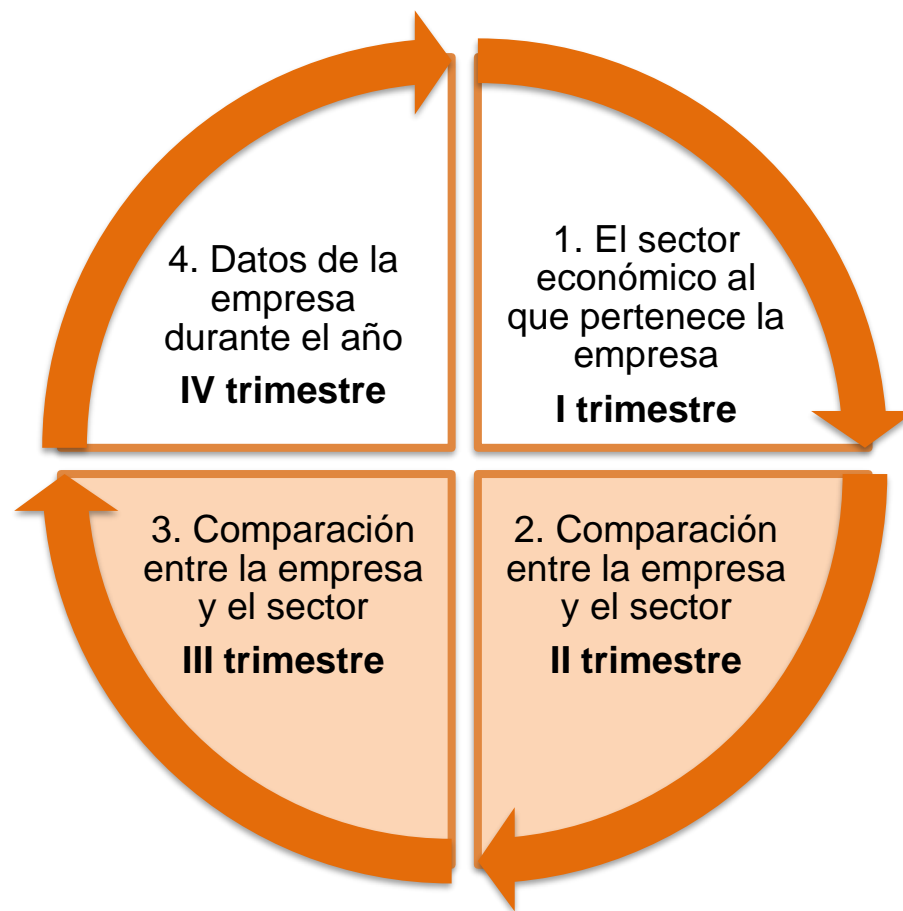 1. El sector
económico al
que pertenece la
empresa
I trimestre
2. Comparación
entre la empresa
y el sector
II trimestre
3. Comparación
entre la empresa
y el sector
III trimestre
4. Datos de la
empresa
durante el año
IV trimestre